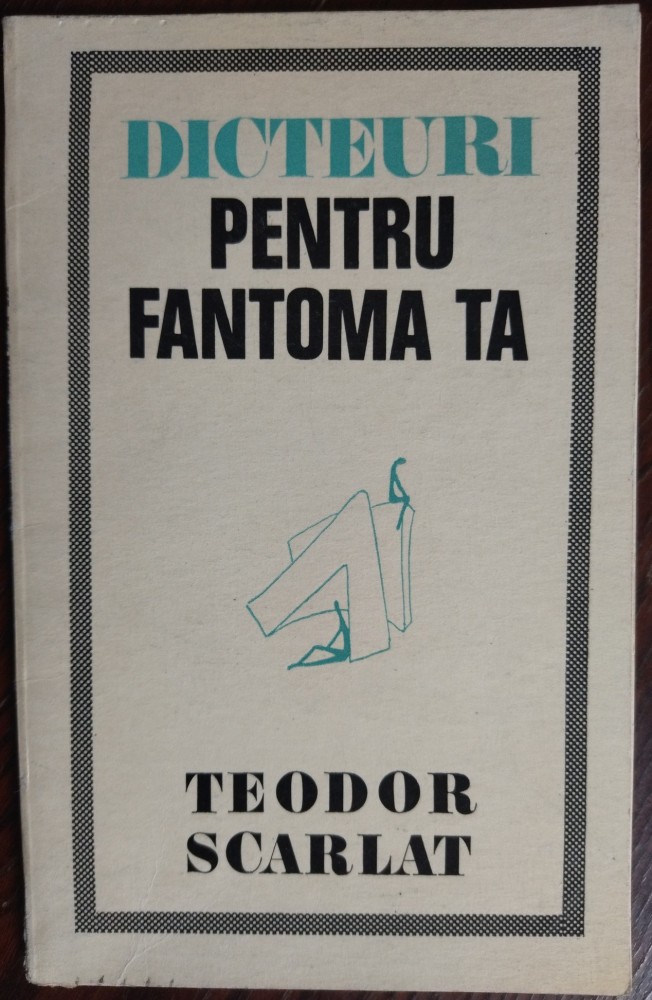 DICTEURI
PENTRU
FANTOMA TA
TEODOR
SCARLAT